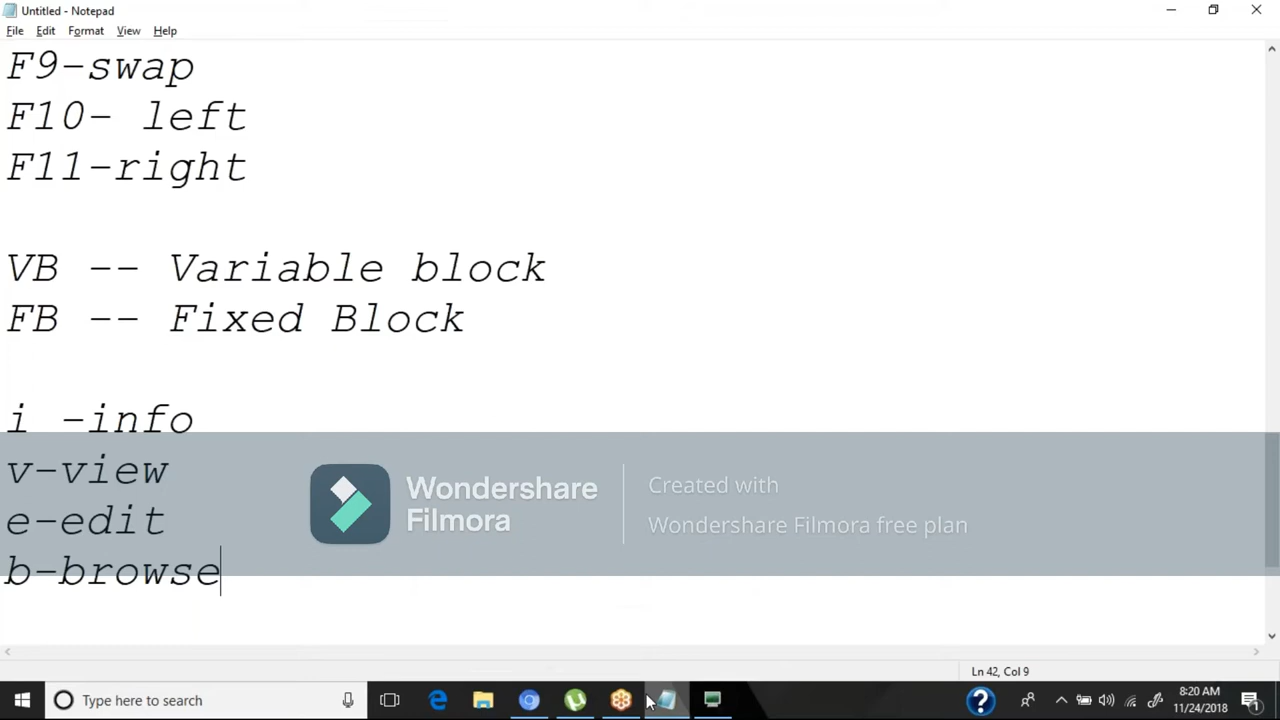 Untitled - Notepad
File Edit Format View Help
F9-swap
F10- left
F11-right
VB -- Variable block
FB -- Fixed Block
i -info
v-view
e-edit
b-browse
Wondershare
Filmora
Created with
Wondershare Filmora free plan
Ln 42, Col 9
Type here to search
8:20 AM
11/24/2018
1